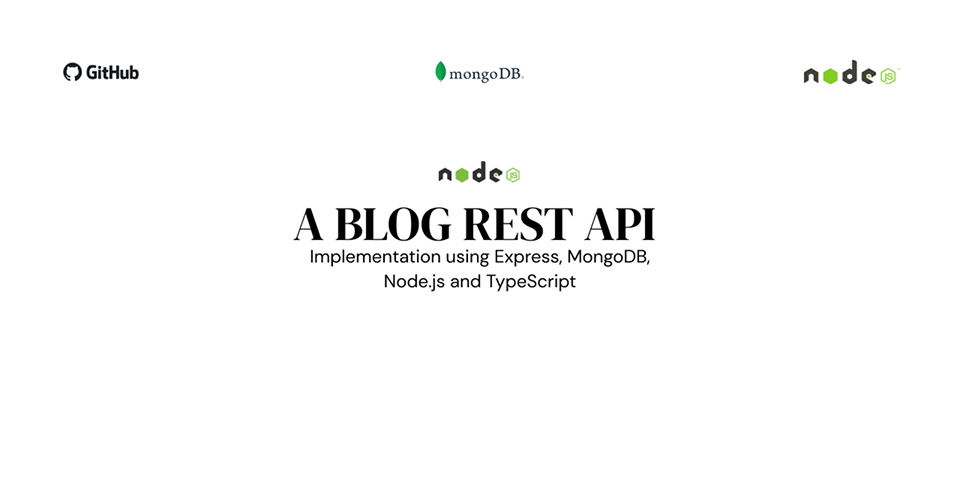 GitHub
mongoDB.
node JS
node JS
A BLOG REST API
Implementation using Express, MongoDB,
Node.js and TypeScript